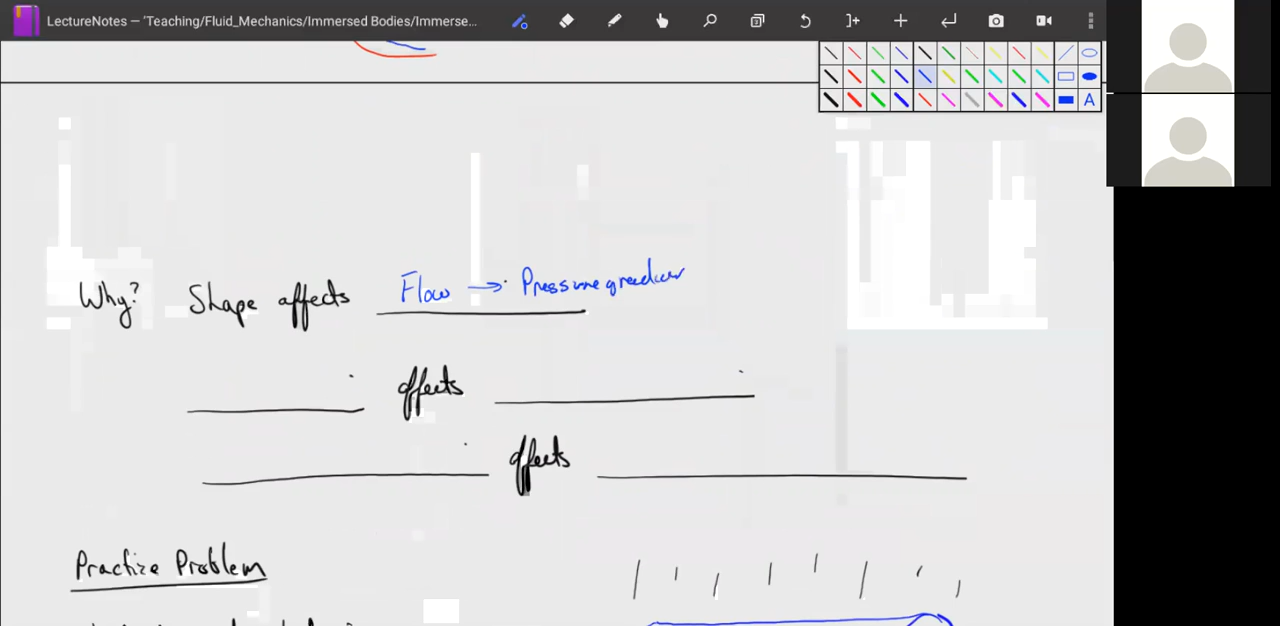 LectureNotes — 'Teaching/Fluid_Mechanics/Immersed Bodies/Immerse...
A
Why? Shape affects Flow → Pressure gradient
affects
affects
Practice Problem